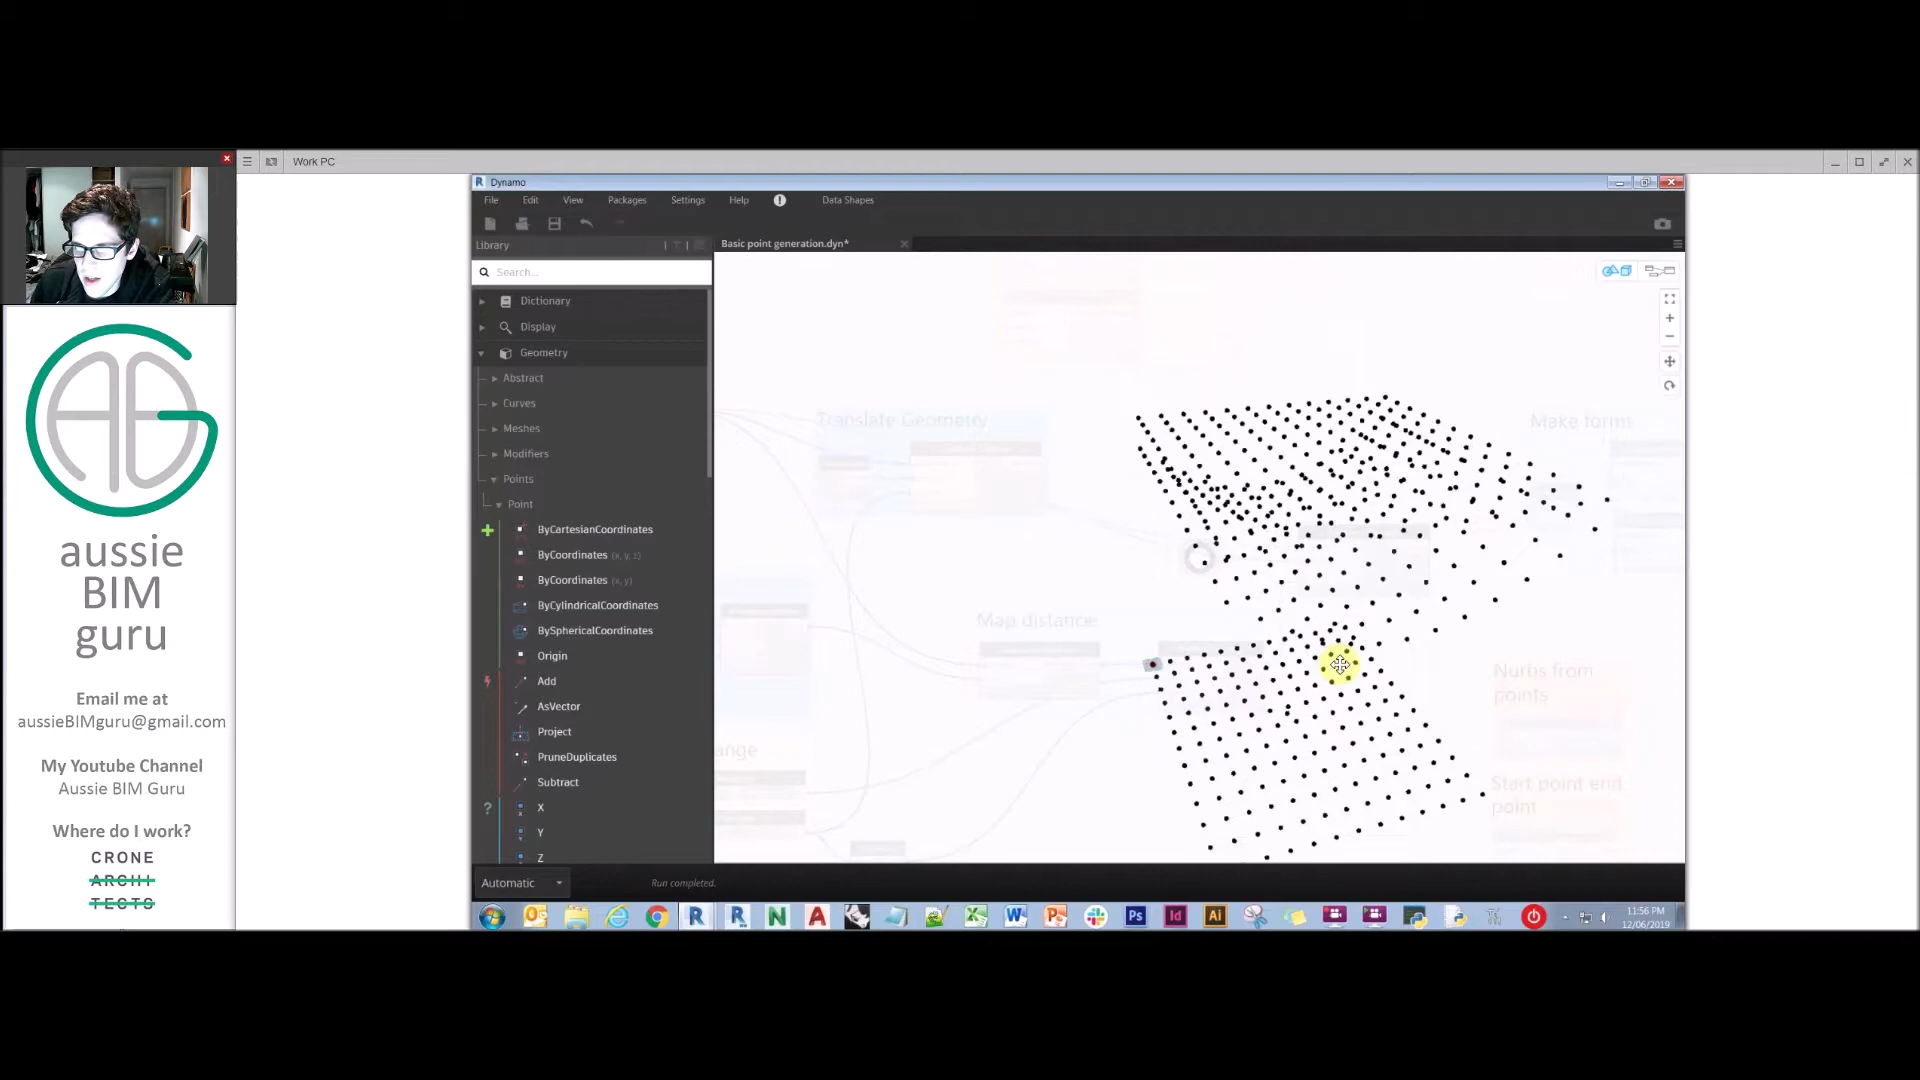 Work PC
Dynamo
File Edit View Packages Settings Help Data Shapes
Library
Basic point generation.dyn*
Search...
Dictionary
Display
Geometry
Abstract
Curves
Meshes
Modifiers
Points
Point
ByCartesianCoordinates
ByCoordinates (x, y, z)
ByCoordinates (x, y)
ByCylindricalCoordinates
BySphericalCoordinates
Origin
Add
AsVector
Project
PruneDuplicates
Subtract
X
Y
Z
Translate Geometry
Make forms
Map distance
Nurbs from
points
ange
Start point end
point
Automatic
Run completed.
11:56 PM
12/06/2019
aussie
BIM
guru
Email me at
aussieBIMguru@gmail.com
My Youtube Channel
Aussie BIM Guru
Where do I work?
CRONE
ARCHI
TECTS